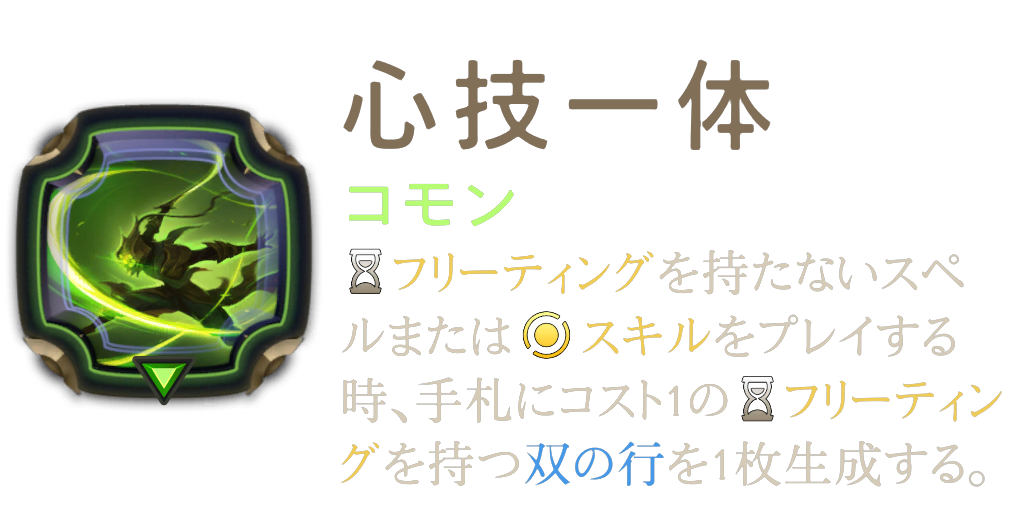 心技一体
コモン
フリーティングを持たないスペ
ルまたはスキルをプレイする
時、手札にコスト1のフリーティン
グを持つ双の行を1枚生成する。